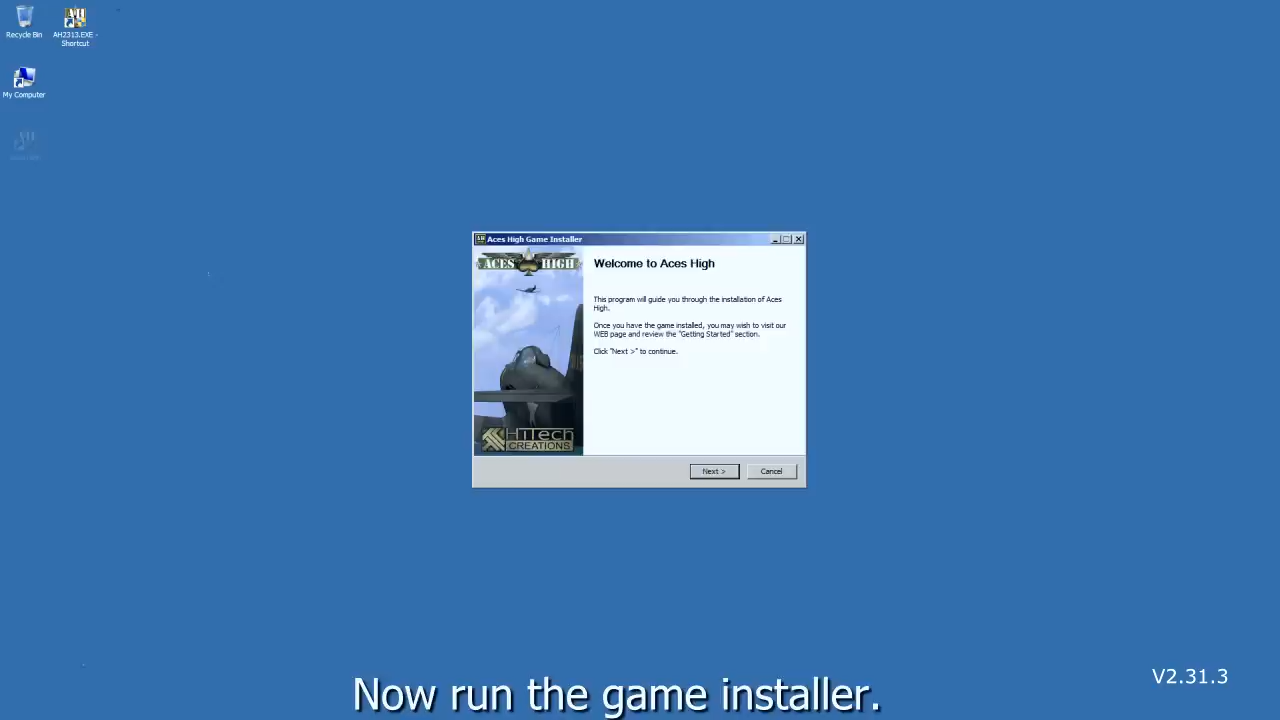 Recycle Bin
AH2313.EXE -
Shortcut
My Computer
Aces High Game Installer
ACES HIGH
Welcome to Aces High
This program will guide you through the installation of Aces
High.
Once you have the game installed, you may wish to visit our
WEB page and review the "Getting Started" section.
Click "Next >" to continue.
HiTech
CREATIONS
Next >
Cancel
V2.31.3
Now run the game installer.